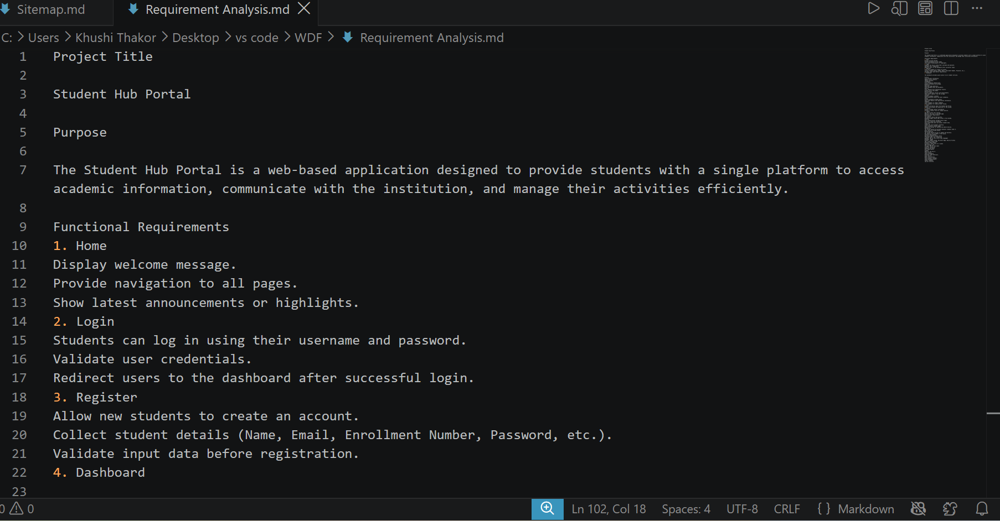 Sitemap.md
Requirement Analysis.md
C: > Users > Khushi Thakor > Desktop > vs code > WDF > Requirement Analysis.md
1 Project Title
2
3 Student Hub Portal
4
5 Purpose
6
7 The Student Hub Portal is a web-based application designed to provide students with a single platform to access
academic information, communicate with the institution, and manage their activities efficiently.
8
9 Functional Requirements
10 1. Home
11 Display welcome message.
12 Provide navigation to all pages.
13 Show latest announcements or highlights.
14 2. Login
15 Students can log in using their username and password.
16 Validate user credentials.
17 Redirect users to the dashboard after successful login.
18 3. Register
19 Allow new students to create an account.
20 Collect student details (Name, Email, Enrollment Number, Password, etc.).
21 Validate input data before registration.
22 4. Dashboard
23
0 0 Ln 102, Col 18 Spaces: 4 UTF-8 CRLF {} Markdown